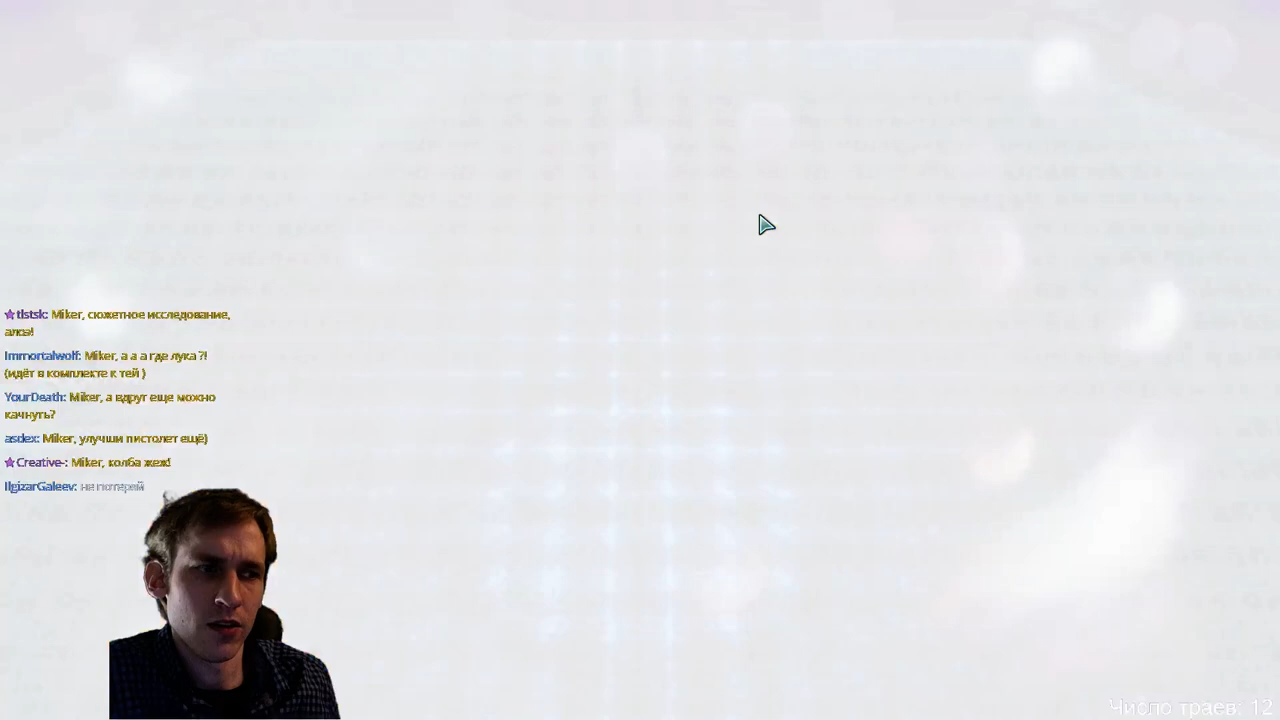 tlstsk: Miker, сюжетное исследование,
алоэ!
Immortalwolf: Miker, а а а где лука ?!
(идёт в комплекте к тей )
YourDeath: Miker, а вдруг еще можно
качнуть?
asdex: Miker, улучши пистолет ещё)
Creative-: Miker, колба жеж!
IlgizarGaleev: не потеряй
Число траев: 12